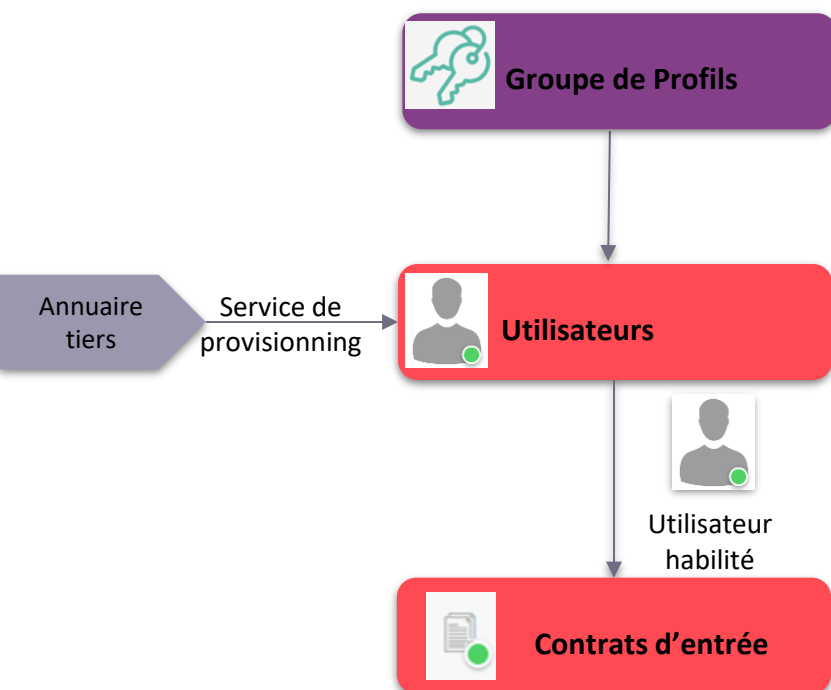 Groupe de Profils
Annuaire
tiers
Service de
provisionning
Utilisateurs
Utilisateur
habilité
Contrats d’entrée